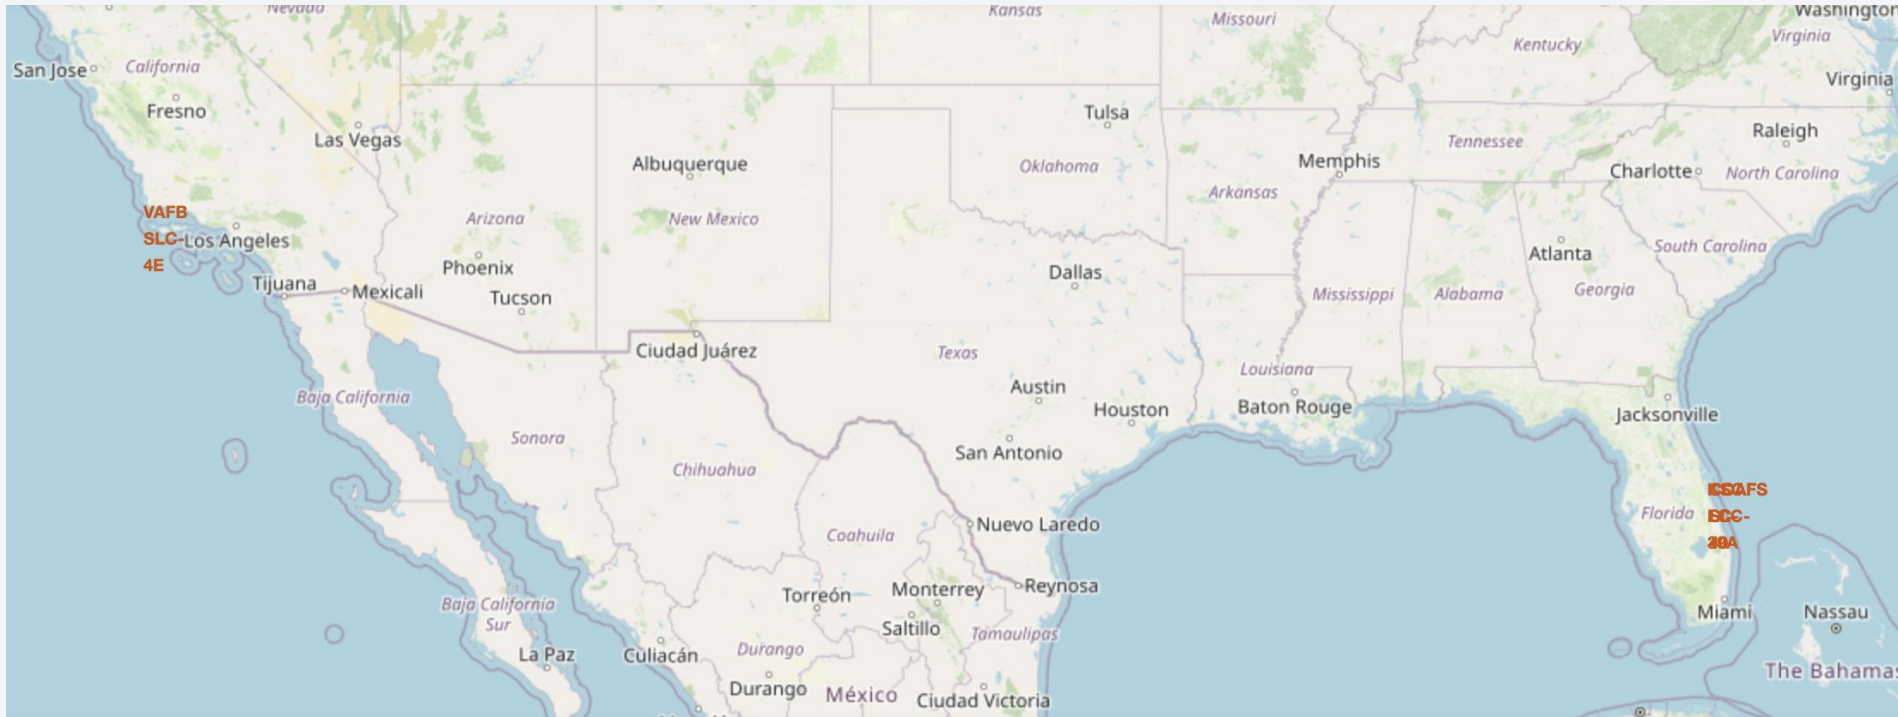 Nevada
Kansas
Missouri
Washington
Virginia
Kentucky
San Jose
California
Fresno
Las Vegas
Tulsa
Virginia
Raleigh
Tennessee
Albuquerque
Oklahoma
Memphis
Charlotte
North Carolina
Arkansas
VAFB
SLC-
4E
Los Angeles
Arizona
New Mexico
South Carolina
Atlanta
Phoenix
Dallas
Tijuana
Mexicali
Tucson
Mississippi
Alabama
Georgia
Ciudad Juárez
Texas
Louisiana
Austin
Baja California
Houston
Baton Rouge
Jacksonville
Sonora
San Antonio
Chihuahua
Florida
Nuevo Laredo
Coahuila
Reynosa
Monterrey
Torreón
Baja California
Sur
Miami
Nassau
Saltillo
Tamaulipas
La Paz
Culiacán
Durango
The Bahamas
Durango
México
Ciudad Victoria